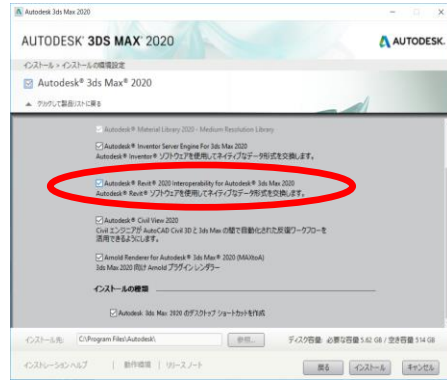 Autodesk 3ds Max 2020
AUTODESK® 3DS MAX® 2020
AUTODESK.
インストール > インストールの環境設定
Autodesk® 3ds Max® 2020
クリックして製品リストに戻る
Autodesk® Material Library 2020 - Medium Resolution Library
Autodesk® Inventor Server Engine For 3ds Max 2020
Autodesk® Inventor® ソフトウェアを使用してネイティブなデータ形式を交換します。
Autodesk® Revit® 2020 Interoperability for Autodesk® 3ds Max 2020
Autodesk® Revit® ソフトウェアを使用してネイティブなデータ形式を交換します。
Autodesk® Civil View 2020
Civil エンジニアが AutoCAD Civil 3D と 3ds Max の間で自動化された反復ワークフローを
活用できるようにします。
Arnold Renderer for Autodesk® 3ds Max® 2020 (MAXtoA)
3ds Max 2020 向け Arnold プラグイン レンダラー
インストールの種類
Autodesk 3ds Max 2020 のデスクトップ ショートカットを作成
インストール先: C:\Program Files\Autodesk\ 参照... ディスク容量: 必要な容量 5.62 GB / 空き容量 514 GB
インストレーション ヘルプ | 動作環境 | リリース ノート 戻る インストール キャンセル